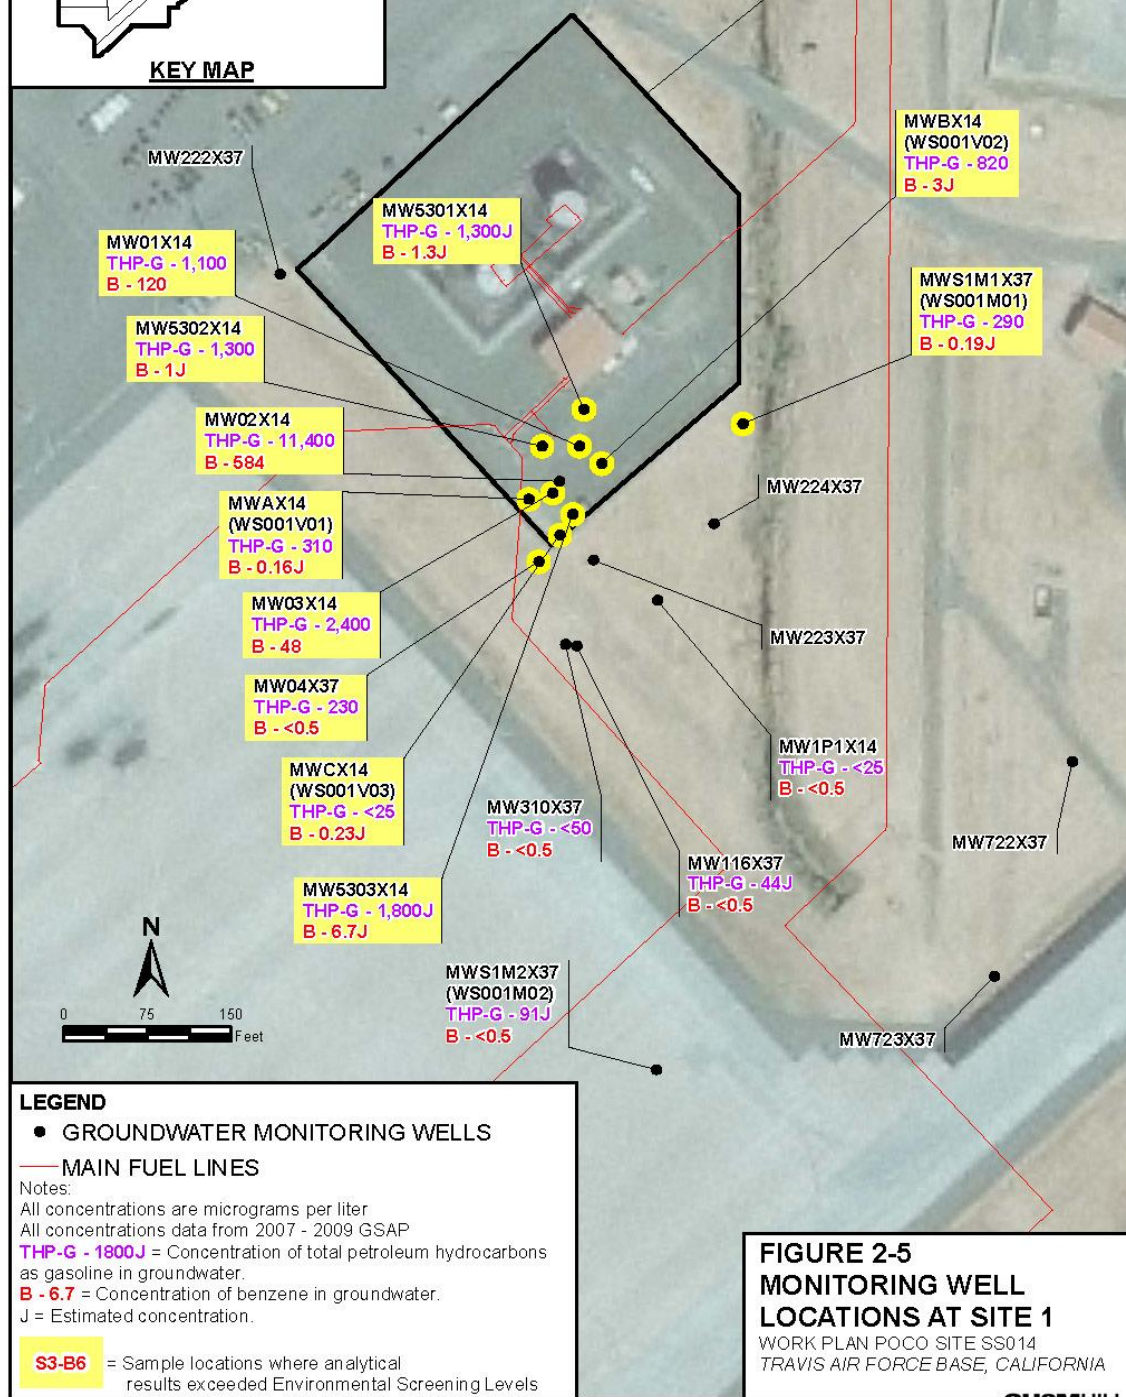 KEY MAP
MW222X37
MWBX14
(WS001V02)
THP-G - 820
B - 3J
MW5301X14
THP-G - 1,300J
B - 1.3J
MW01X14
THP-G - 1,100
B - 120
MWS1M1X37
(WS001M01)
THP-G - 290
B - 0.19J
MW5302X14
THP-G - 1,300
B - 1J
MW02X14
THP-G - 11,400
B - 584
MW224X37
MWAX14
(WS001V01)
THP-G - 310
B - 0.16J
MW03X14
THP-G - 2,400
B - 48
MW223X37
MW04X37
THP-G - 230
B - <0.5
MW1P1X14
THP-G - <25
B - <0.5
MWCX14
(WS001V03)
THP-G - <25
B - 0.23J
MW310X37
THP-G - <50
B - <0.5
MW722X37
MW116X37
THP-G - 44J
B - <0.5
MW5303X14
THP-G - 1,800J
B - 6.7J
N
0 75 150
Feet
MWS1M2X37
(WS001M02)
THP-G - 91J
B - <0.5
MW723X37
LEGEND
GROUNDWATER MONITORING WELLS
MAIN FUEL LINES
Notes:
All concentrations are micrograms per liter
All concentrations data from 2007 - 2009 GSAP
THP-G - 1800J = Concentration of total petroleum hydrocarbons
as gasoline in groundwater.
B - 6.7 = Concentration of benzene in groundwater.
J = Estimated concentration.
S3-B6 = Sample locations where analytical
results exceeded Environmental Screening Levels
FIGURE 2-5
MONITORING WELL
LOCATIONS AT SITE 1
WORK PLAN POCO SITE SS014
TRAVIS AIR FORCE BASE, CALIFORNIA